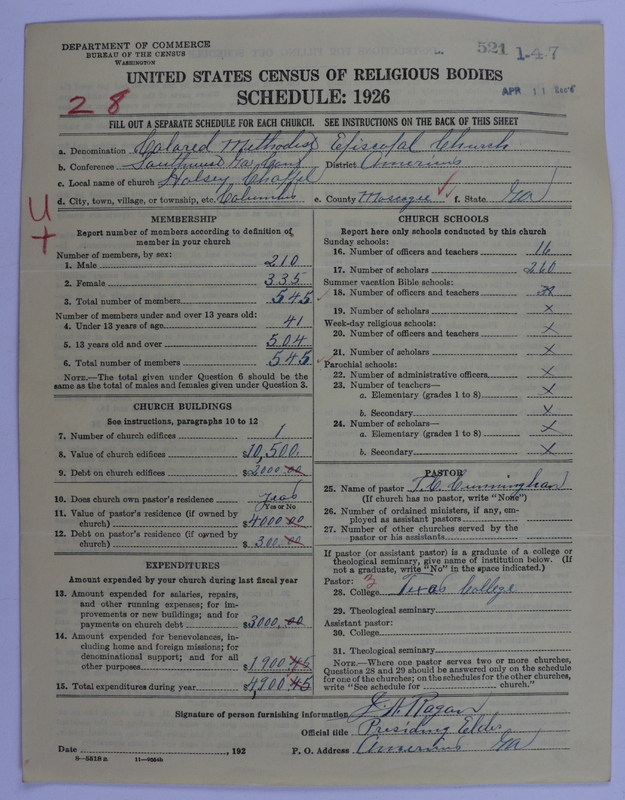 DEPARTMENT OF COMMERCE
BUREAU OF THE CENSUS
WASHINGTON
521 1-47
UNITED STATES CENSUS OF RELIGIOUS BODIES
SCHEDULE: 1926
28
APR 11
FILL OUT A SEPARATE SCHEDULE FOR EACH CHURCH. SEE INSTRUCTIONS ON THE BACK OF THIS SHEET
a. Denomination Colored Methodist Episcopal Church
b. Conference Southwest Ga. District Americus
c. Local name of church Halsey Chappel
d. City, town, village, or township, etc. Columbus e. County Moscogee f. State Ga
U
+
MEMBERSHIP
Report number of members according to definition of
member in your church
Number of members, by sex:
1. Male 210
2. Female 335
3. Total number of members 545
Number of members under and over 13 years old:
4. Under 13 years of age 41
5. 13 years old and over 504
6. Total number of members 545
NOTE.—The total given under Question 6 should be the
same as the total of males and females given under Question 3.
CHURCH BUILDINGS
See instructions, paragraphs 10 to 12
7. Number of church edifices 1
8. Value of church edifices $10,500.
9. Debt on church edifices $2000 00
10. Does church own pastor's residence yeas
Yes or No
11. Value of pastor's residence (if owned by
church) $4000 00
12. Debt on pastor's residence (if owned by
church) $ 300.00
EXPENDITURES
Amount expended by your church during last fiscal year
13. Amount expended for salaries, repairs,
and other running expenses; for im-
provements or new buildings; and for
payments on church debt $3000.00
14. Amount expended for benevolences, in-
cluding home and foreign missions; for
denominational support; and for all
other purposes $1,900 45
15. Total expenditures during year $4,900 45
CHURCH SCHOOLS
Report here only schools conducted by this church
Sunday schools:
16. Number of officers and teachers 16
17. Number of scholars 260
Summer vacation Bible schools:
18. Number of officers and teachers
19. Number of scholars X
Week-day religious schools:
20. Number of officers and teachers X
21. Number of scholars X
Parochial schools:
22. Number of administrative officers X
23. Number of teachers—
a. Elementary (grades 1 to 8) X
b. Secondary X
24. Number of scholars—
a. Elementary (grades 1 to 8) X
b. Secondary X
PASTOR
25. Name of pastor T. C. Cunningham
(If church has no pastor, write "None")
26. Number of ordained ministers, if any, em-
ployed as assistant pastors
27. Number of other churches served by the
pastor or his assistants
If pastor (or assistant pastor) is a graduate of a college or
theological seminary, give name of institution below. (If
not a graduate, write "No" in the space indicated.)
Pastor: 3
28. College Texas College
29. Theological seminary
Assistant pastor:
30. College
31. Theological seminary
NOTE.—Where one pastor serves two or more churches,
Questions 28 and 29 should be answered only on the schedule
for one of the churches; on the schedules for the other churches,
write "See schedule for church."
Signature of person furnishing information J. A. Ragan
Official title Presiding Elder
Date , 192 P. O. Address Americus Ga
8—5518 a